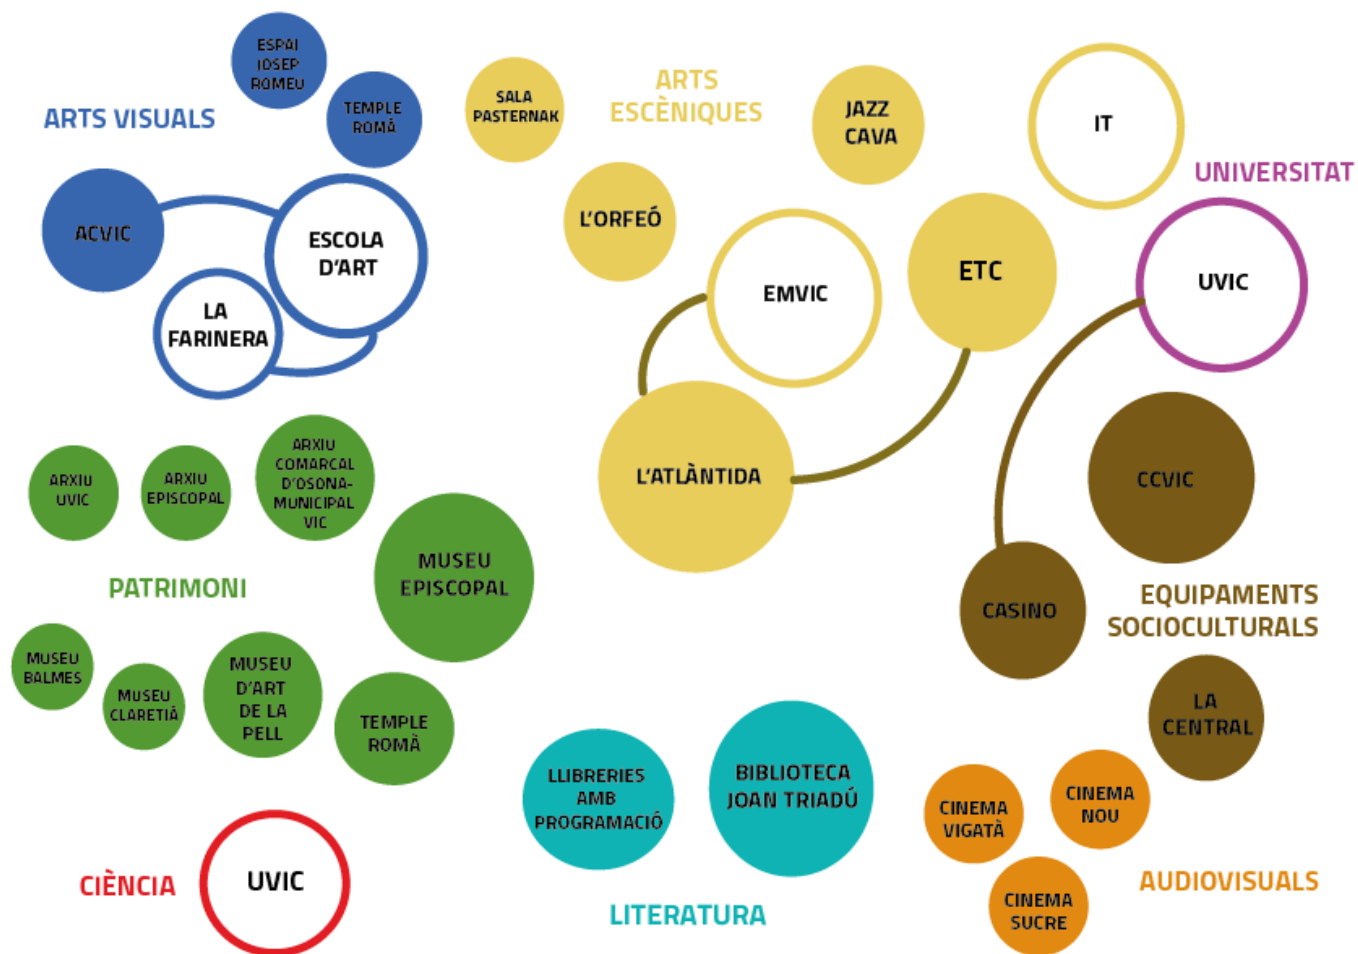 ESPAI
JOSEP
ROMEU
ARTS VISUALS
TEMPLE
ROMÀ
ACVIC
ESCOLA
D'ART
LA
FARINERA
SALA
PASTERNAK
ARTS
ESCÈNIQUES
JAZZ
CAVA
IT
L'ORFEÓ
EMVIC
ETC
L'ATLÀNTIDA
UNIVERSITAT
UVIC
CCVIC
CASINO
EQUIPAMENTS
SOCIOCULTURALS
LA
CENTRAL
ARXIU
UVIC
ARXIU
EPISCOPAL
ARXIU
COMARCAL
D'OSONA-
MUNICIPAL
VIC
MUSEU
EPISCOPAL
PATRIMONI
MUSEU
BALMES
MUSEU
CLARETIÀ
MUSEU
D'ART
DE LA
PELL
TEMPLE
ROMÀ
LLIBRERIES
AMB
PROGRAMACIÓ
BIBLIOTECA
JOAN TRIADÚ
LITERATURA
CINEMA
VIGATÀ
CINEMA
NOU
CINEMA
SUCRE
AUDIOVISUALS
CIÈNCIA
UVIC